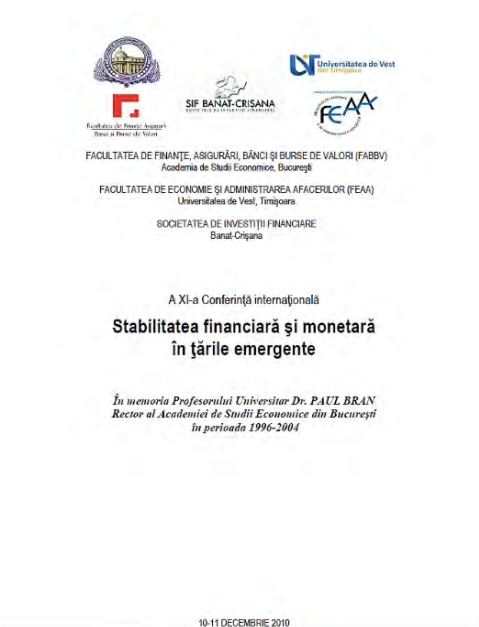 Universitatea de Vest
din Timişoara
SIF BANAT-CRIŞANA
FEAA
Facultatea de Finanţe Asigurări
Bănci şi Burse de Valori
FACULTATEA DE FINANŢE, ASIGURĂRI, BĂNCI ŞI BURSE DE VALORI (FABBV)
Academia de Studii Economice, Bucureşti
FACULTATEA DE ECONOMIE ŞI ADMINISTRAREA AFACERILOR (FEAA)
Universitatea de Vest, Timişoara
SOCIETATEA DE INVESTIŢII FINANCIARE
Banat-Crişana
A XI-a Conferinţă internaţională
Stabilitatea financiară şi monetară
în ţările emergente
În memoria Profesorului Universitar Dr. PAUL BRAN
Rector al Academiei de Studii Economice din Bucureşti
în perioada 1996-2004
10-11 DECEMBRIE 2010